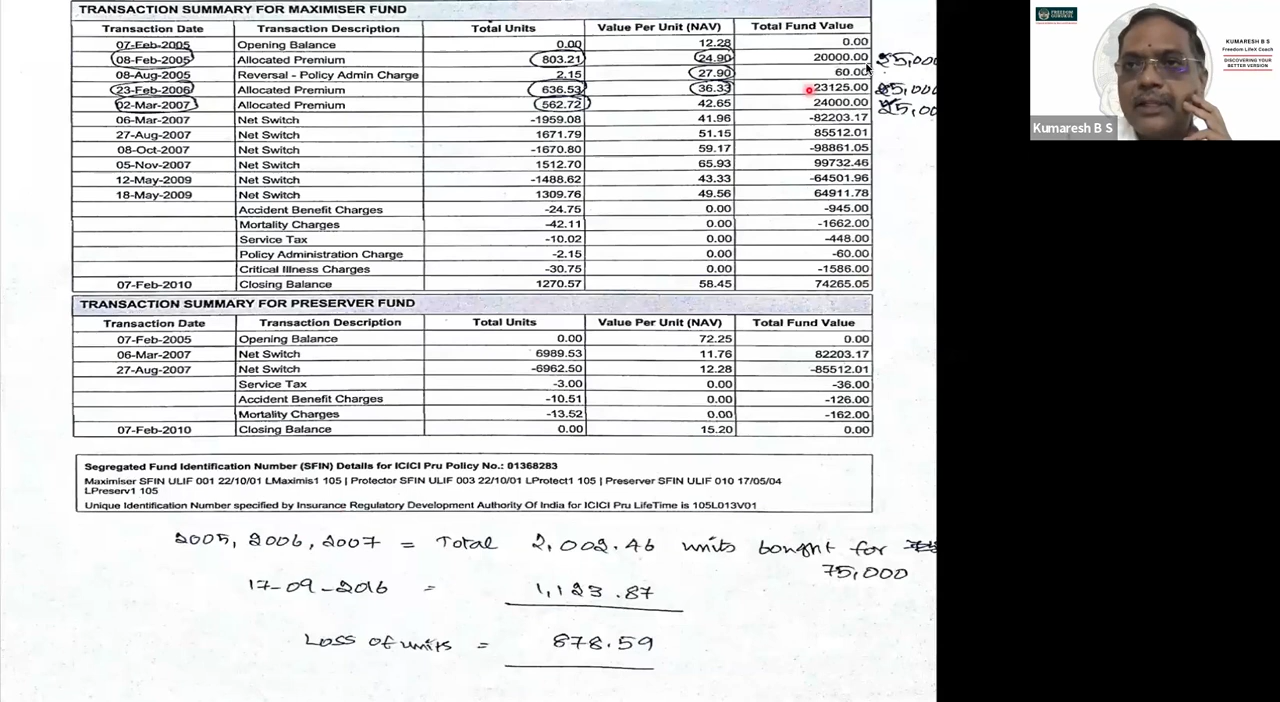 TRANSACTION SUMMARY FOR MAXIMISER FUND
Transaction Date Transaction Description Total Units Value Per Unit (NAV) Total Fund Value
07-Feb-2005 Opening Balance 0.00 12.28 0.00
08-Feb-2005 Allocated Premium 803.21 24.90 20000.00 25,000
08-Aug-2005 Reversal - Policy Admin Charge 2.15 27.90 60.00
23-Feb-2006 Allocated Premium 636.53 36.33 23125.00 25,000
02-Mar-2007 Allocated Premium 562.72 42.65 24000.00 25,00
06-Mar-2007 Net Switch -1959.08 41.96 -82203.17
27-Aug-2007 Net Switch 1671.79 51.15 85512.01
08-Oct-2007 Net Switch -1670.80 59.17 -98861.05
05-Nov-2007 Net Switch 1512.70 65.93 99732.46
12-May-2009 Net Switch -1488.62 43.33 -64501.96
18-May-2009 Net Switch 1309.76 49.56 64911.78
Accident Benefit Charges -24.75 0.00 -945.00
Mortality Charges -42.11 0.00 -1662.00
Service Tax -10.02 0.00 -448.00
Policy Administration Charge -2.15 0.00 -60.00
Critical Illness Charges -30.75 0.00 -1586.00
07-Feb-2010 Closing Balance 1270.57 58.45 74265.05
TRANSACTION SUMMARY FOR PRESERVER FUND
Transaction Date Transaction Description Total Units Value Per Unit (NAV) Total Fund Value
07-Feb-2005 Opening Balance 0.00 72.25 0.00
06-Mar-2007 Net Switch 6989.53 11.76 82203.17
27-Aug-2007 Net Switch -6962.50 12.28 -85512.01
Service Tax -3.00 0.00 -36.00
Accident Benefit Charges -10.51 0.00 -126.00
Mortality Charges -13.52 0.00 -162.00
07-Feb-2010 Closing Balance 0.00 15.20 0.00
Segregated Fund Identification Number (SFIN) Details for ICICI Pru Policy No.: 01368283
Maximiser SFIN ULIF 001 22/10/01 LMaximis1 105 | Protector SFIN ULIF 003 22/10/01 LProtect1 105 | Preserver SFIN ULIF 010 17/05/04
LPreserv1 105
Unique Identification Number specified by Insurance Regulatory Development Authority Of India for ICICI Pru LifeTime is 105L013V01
2005, 2006, 2007 = Total 2,002.46 units bought for
75,000
17-09-2016 = 1,123.87
Loss of units = 878.59
FREEDOM GURUKUL
KUMARESH B S
Freedom LifeX Coach
DISCOVERING YOUR
BETTER VERSION
Kumaresh B S